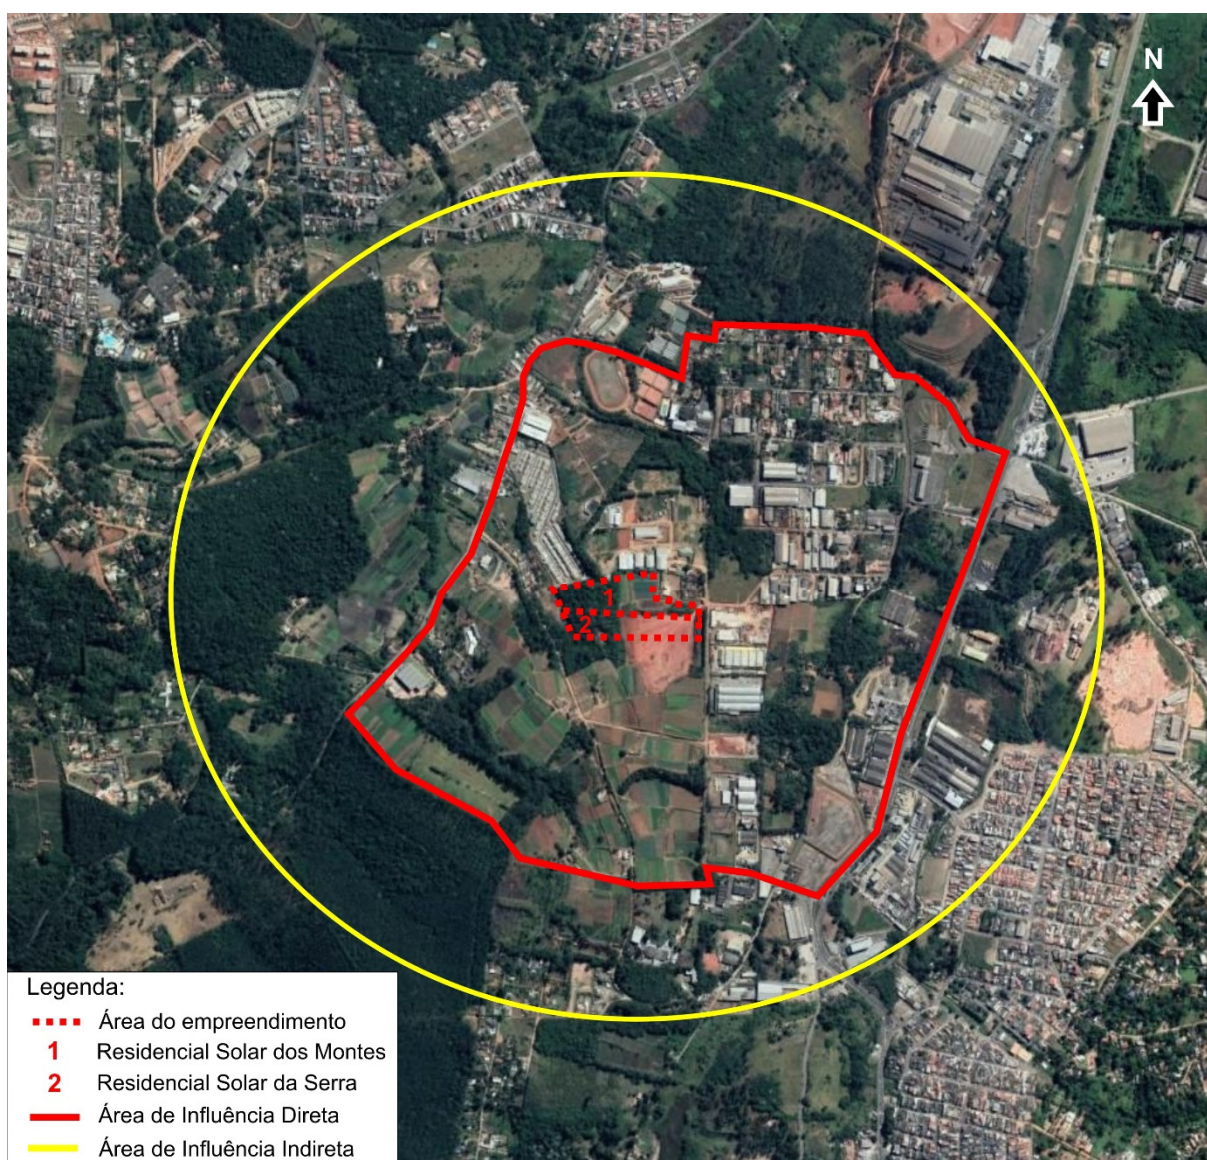 N
1
2
Legenda:
Área do empreendimento
1 Residencial Solar dos Montes
2 Residencial Solar da Serra
Área de Influência Direta
Área de Influência Indireta